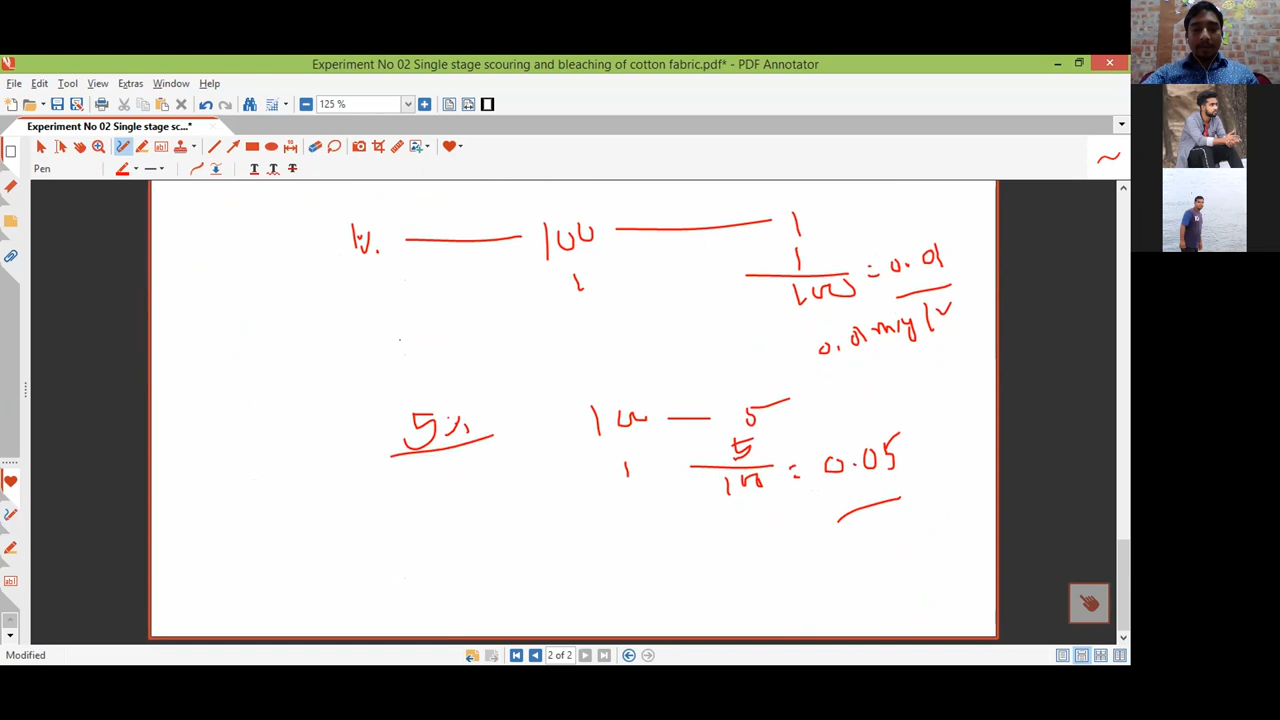 Experiment No 02 Single stage scouring and bleaching of cotton fabric.pdf* - PDF Annotator
File Edit Tool View Extras Window Help
125 %
Experiment No 02 Single stage sc...*
Pen
1%. 100 1
1 1
100 = 0.01
0.01 mg/
5% 100 — 5
1 5
100 = 0.05
Modified
2 of 2